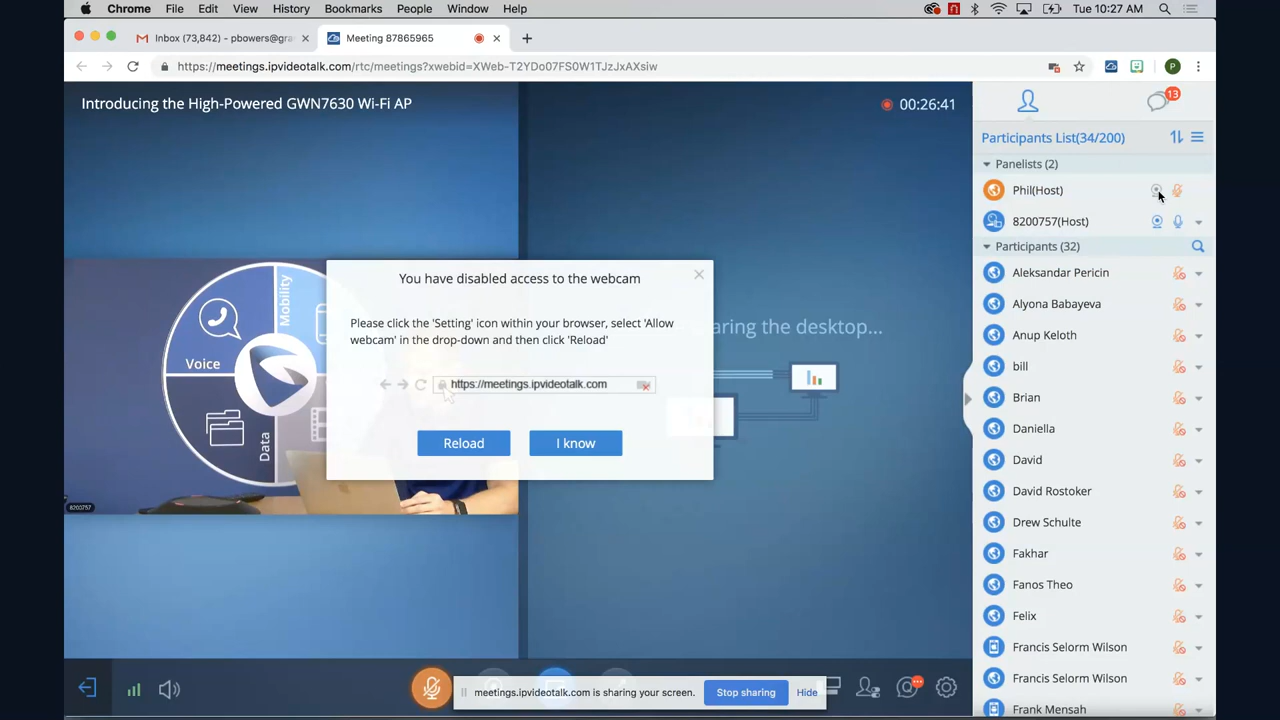 Chrome File Edit View History Bookmarks People Window Help
Tue 10:27 AM
Inbox (73,842) - pbowers@gra
Meeting 87865965
https://meetings.ipvideotalk.com/rtc/meetings?xwebid=XWeb-T2YDo07FS0W1TJzJxAXsiw
P
Introducing the High-Powered GWN7630 Wi-Fi AP
00:26:41
13
Participants List(34/200)
Panelists (2)
Phil(Host)
8200757(Host)
Participants (32)
Aleksandar Pericin
Alyona Babayeva
Anup Keloth
bill
Brian
Daniella
David
David Rostoker
Drew Schulte
Fakhar
Fanos Theo
Felix
Francis Selorm Wilson
Francis Selorm Wilson
Frank Mensah
You have disabled access to the webcam
Please click the 'Setting' icon within your browser, select 'Allow
webcam' in the drop-down and then click 'Reload'
https://meetings.ipvideotalk.com
Reload
I know
aring the desktop...
Mobility
Voice
Data
8200757
meetings.ipvideotalk.com is sharing your screen.
Stop sharing
Hide